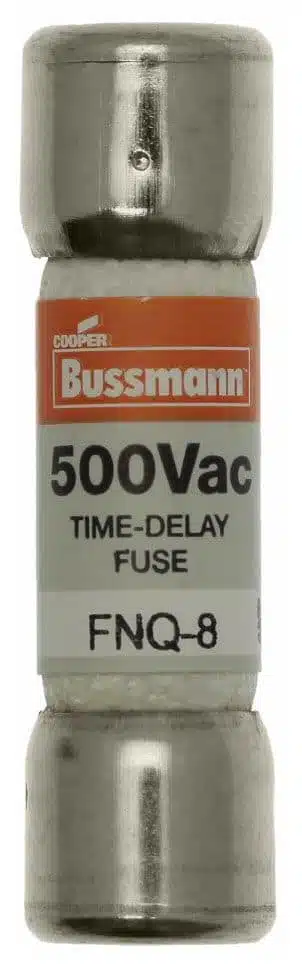 COOPER
Bussmann
500Vac
TIME-DELAY
FUSE
FNQ-8